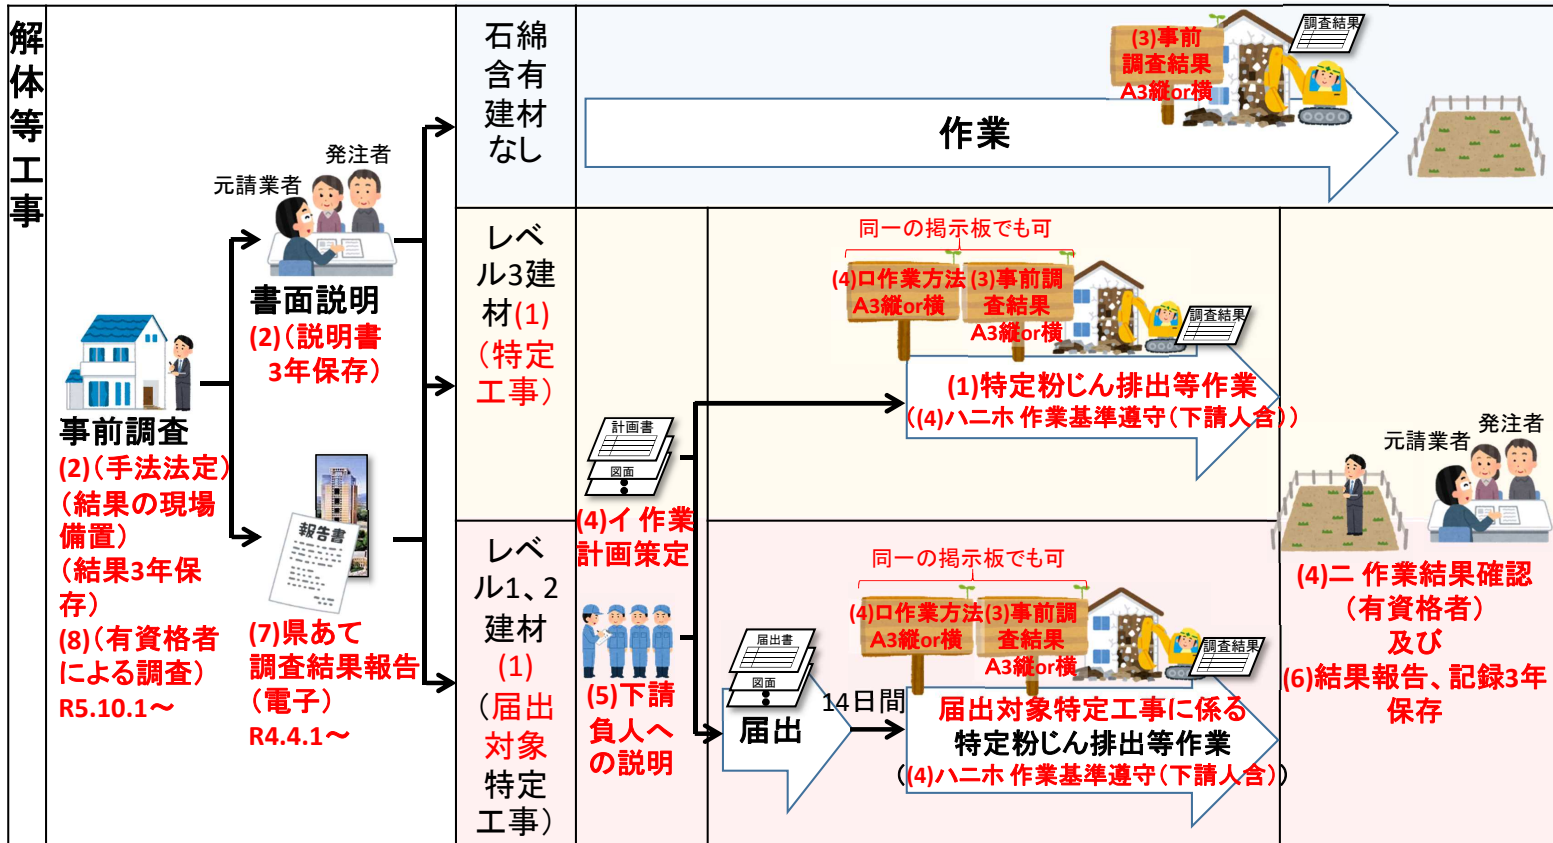 解体等工事
事前調査
(2)（手法法定）
（結果の現場
備置）
（結果3年保
存）
(8)（有資格者
による調査）
R5.10.1～
元請業者
発注者
書面説明
(2)（説明書
3年保存）
報告書
(7)県あて
調査結果報告
（電子）
R4.4.1～
石綿
含有
建材
なし
作業
(3)事前
調査結果
A3縦or横
調査結果
レベ
ル3建
材(1)
（特定
工事）
計画書
図面
(4)イ 作業
計画策定
(5)下請
負人へ
の説明
同一の掲示板でも可
(4)ロ作業方法
A3縦or横
(3)事前調
査結果
A3縦or横
調査結果
(1)特定粉じん排出等作業
（(4)ハニホ 作業基準遵守（下請人含））
レベ
ル1、2
建材
(1)
（届出
対象
特定
工事）
届出書
図面
届出
14日間
同一の掲示板でも可
(4)ロ作業方法
A3縦or横
(3)事前調
査結果
A3縦or横
調査結果
届出対象特定工事に係る
特定粉じん排出等作業
（(4)ハニホ 作業基準遵守（下請人含））
元請業者
発注者
(4)ニ 作業結果確認
（有資格者）
及び
(6)結果報告、記録3年
保存